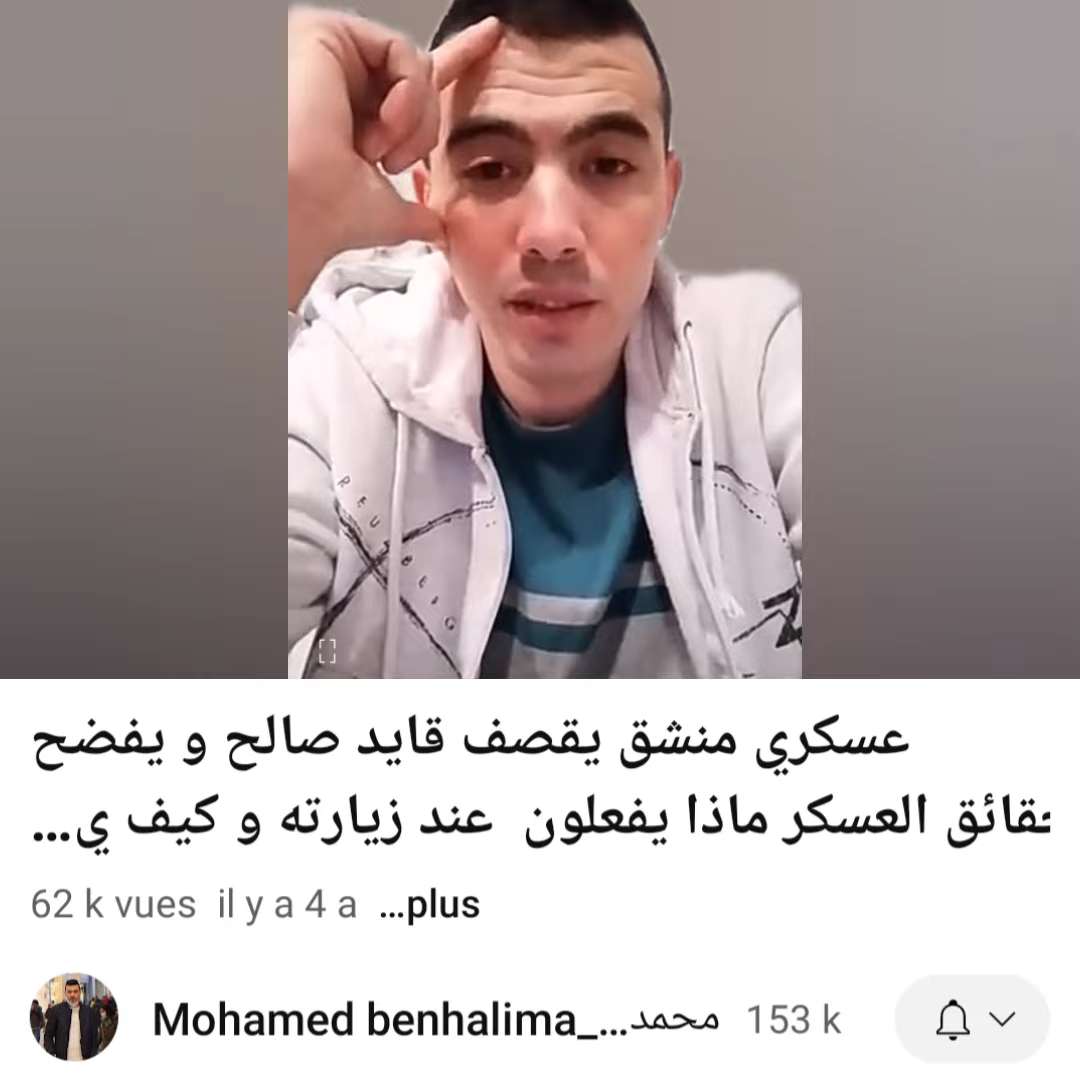 REUBEIG
عسكري منشق يقصف قايد صالح و يفضح
حقائق العسكر ماذا يفعلون عند زيارته و كيف ي...
62 k vues il y a 4 a ...plus
Mohamed benhalima_...محمد 153 k